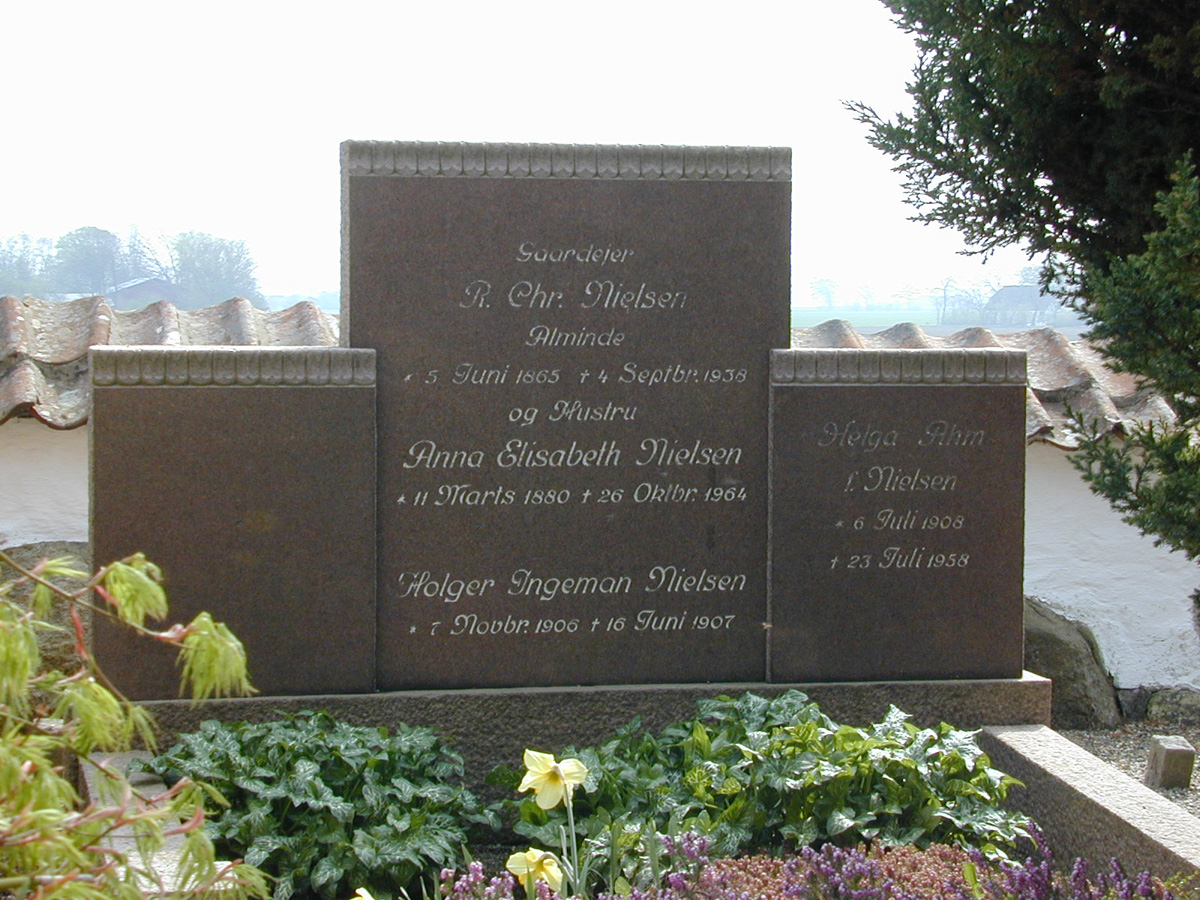 Gaardejer
R. Chr. Nielsen
Alminde
* 5 Juni 1865 † 4 Septbr. 1938
og Hustru
Anna Elisabeth Nielsen
* 11 Marts 1880 † 26 Oktbr. 1964
Holger Ingeman Nielsen
* 7 Novbr. 1906 † 16 Juni 1907
Helga Ahm
f. Nielsen
* 6 Juli 1908
† 23 Juli 1958